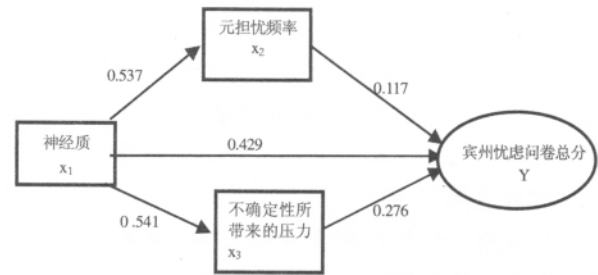 元担忧频率
x₂
0.537
0.117
神经质
x₁
0.429
宾州忧虑问卷总分
Y
0.541
不确定性所
带来的压力
x₃
0.276